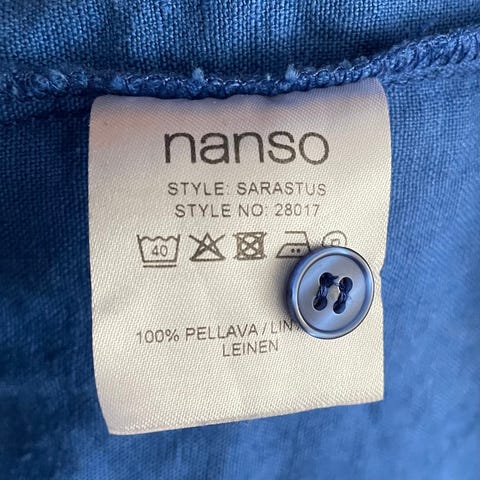 nanso
STYLE: SARASTUS
STYLE NO: 28017
40
100% PELLAVA / LIN
LEINEN